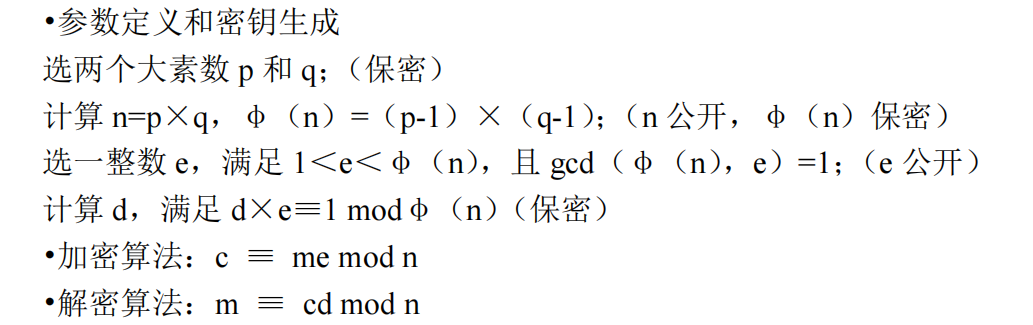 •参数定义和密钥生成
选两个大素数 p 和 q;（保密）
计算 n=p×q，φ（n）=（p-1）×（q-1）;（n 公开，φ（n）保密）
选一整数 e，满足 1＜e＜φ（n），且 gcd（φ（n），e）=1;（e 公开）
计算 d，满足 d×e≡1 modφ（n）（保密）
•加密算法：c ≡ me mod n
•解密算法：m ≡ cd mod n